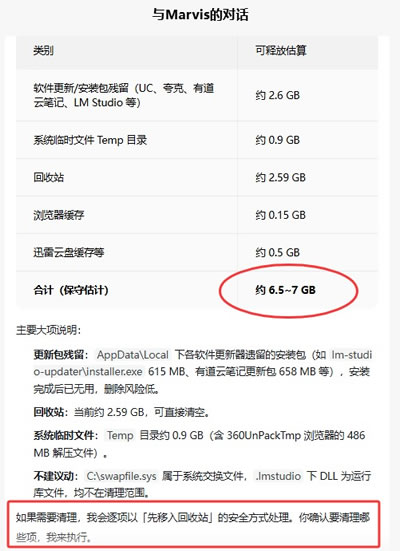 与Marvis的对话
类别 可释放估算
软件更新/安装包残留（UC、夸克、有道
云笔记、LM Studio 等） 约 2.6 GB
系统临时文件 Temp 目录 约 0.9 GB
回收站 约 2.59 GB
浏览器缓存 约 0.15 GB
迅雷云盘缓存等 约 0.5 GB
合计（保守估计） 约 6.5~7 GB
主要大项说明：
更新包残留： AppData\Local 下各软件更新器遗留的安装包（如 lm-studi
o-updater\installer.exe 615 MB、有道云笔记更新包 658 MB 等），安装
完成后已无用，删除风险低。
回收站：当前约 2.59 GB，可直接清空。
系统临时文件： Temp 目录约 0.9 GB（含 360UnPackTmp 浏览器的 486
MB 解压文件）。
不建议动： C:\swapfile.sys 属于系统交换文件，.lmstudio 下 DLL 为运行
库文件，均不在清理范围。
如果需要清理，我会逐项以「先移入回收站」的安全方式处理。你确认要清理哪
些项，我来执行。